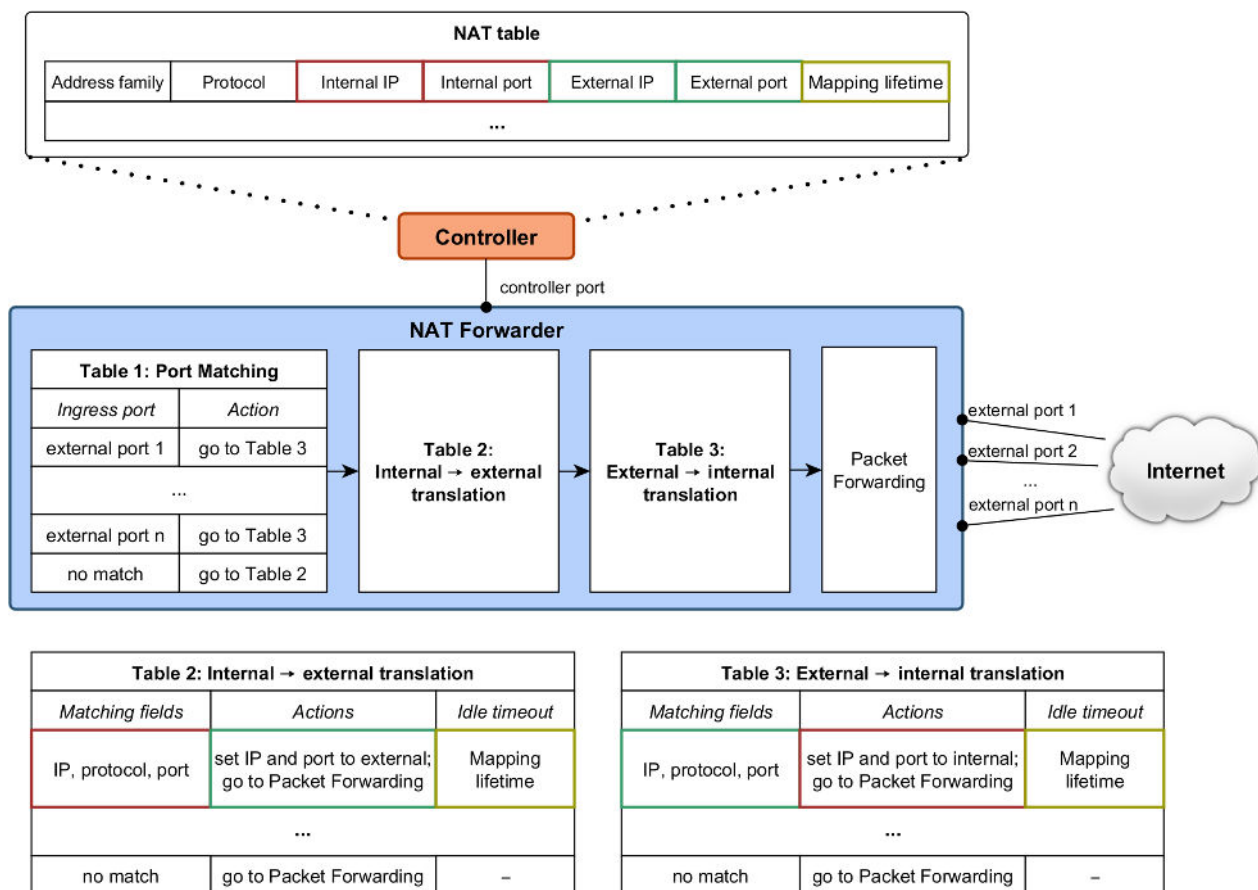 NAT table
Address family Protocol Internal IP Internal port External IP External port Mapping lifetime
...
Controller
controller port
NAT Forwarder
Table 1: Port Matching
Ingress port Action
external port 1 go to Table 3
...
external port n go to Table 3
no match go to Table 2
Table 2:
Internal → external
translation
Table 3:
External → internal
translation
Packet
Forwarding
external port 1
external port 2
...
external port n
Internet
Table 2: Internal → external translation
Matching fields Actions Idle timeout
IP, protocol, port
set IP and port to external;
go to Packet Forwarding
Mapping
lifetime
...
no match go to Packet Forwarding –
Table 3: External → internal translation
Matching fields Actions Idle timeout
IP, protocol, port
set IP and port to internal;
go to Packet Forwarding
Mapping
lifetime
...
no match go to Packet Forwarding –